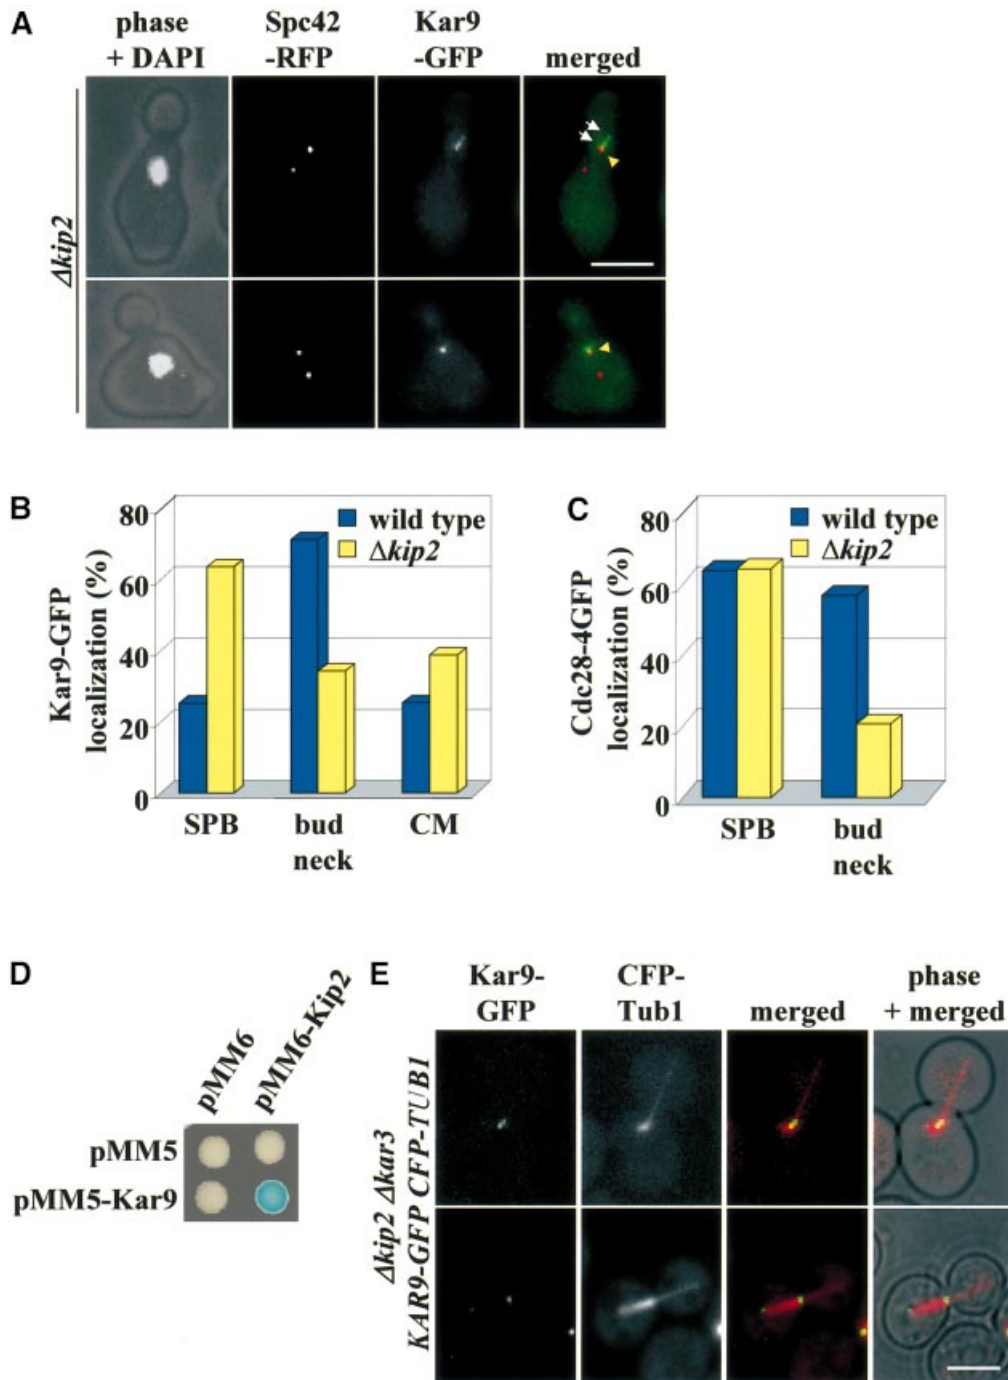 A
phase + DAPI
Spc42 -RFP
Kar9 -GFP
merged
Δkip2
B
Kar9-GFP localization (%)
80
60
40
20
0
wild type
Δkip2
SPB
bud neck
CM
C
Cdc28-4GFP localization (%)
80
60
40
20
0
wild type
Δkip2
SPB
bud neck
D
pMM6
pMM6-Kip2
pMM5
pMM5-Kar9
E
Kar9- GFP
CFP- Tub1
merged
phase + merged
Δkip2 Δkar3
KAR9-GFP CFP-TUB1